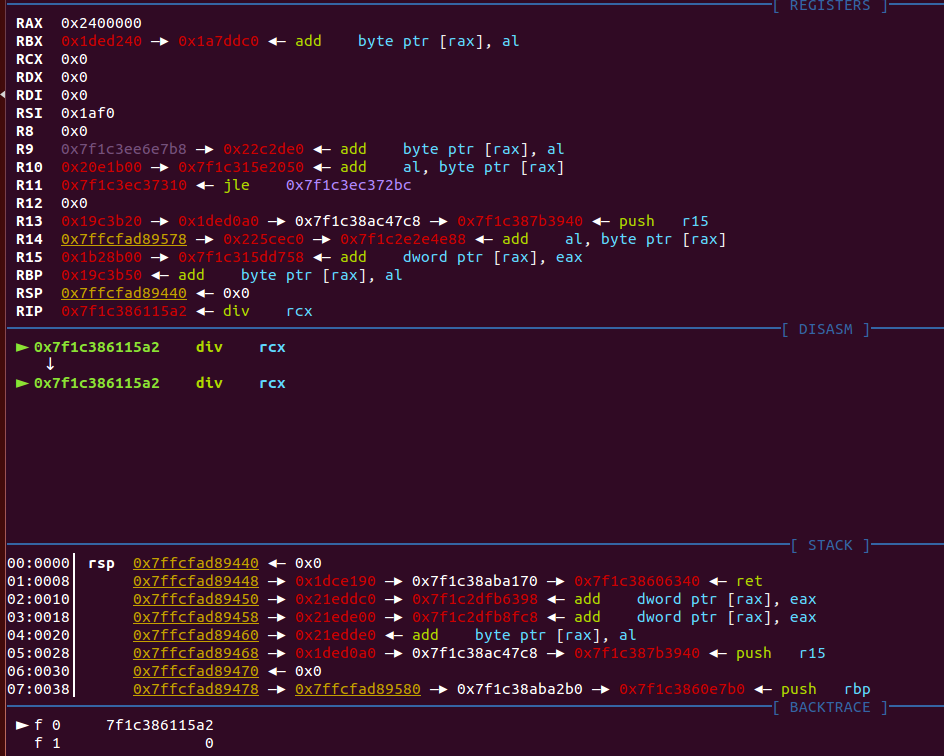 [ REGISTERS ]
RAX 0x2400000
RBX 0x1ded240 —▸ 0x1a7ddc0 ◂— add byte ptr [rax], al
RCX 0x0
RDX 0x0
RDI 0x0
RSI 0x1af0
R8 0x0
R9 0x7f1c3ee6e7b8 —▸ 0x22c2de0 ◂— add byte ptr [rax], al
R10 0x20e1b00 —▸ 0x7f1c315e2050 ◂— add al, byte ptr [rax]
R11 0x7f1c3ec37310 ◂— jle 0x7f1c3ec372bc
R12 0x0
R13 0x19c3b20 —▸ 0x1ded0a0 —▸ 0x7f1c38ac47c8 —▸ 0x7f1c387b3940 ◂— push r15
R14 0x7ffcfad89578 —▸ 0x225cec0 —▸ 0x7f1c2e2e4e88 ◂— add al, byte ptr [rax]
R15 0x1b28b00 —▸ 0x7f1c315dd758 ◂— add dword ptr [rax], eax
RBP 0x19c3b50 ◂— add byte ptr [rax], al
RSP 0x7ffcfad89440 ◂— 0x0
RIP 0x7f1c386115a2 ◂— div rcx
[ DISASM ]
► 0x7f1c386115a2 div rcx
↓
► 0x7f1c386115a2 div rcx
[ STACK ]
00:0000│ rsp 0x7ffcfad89440 ◂— 0x0
01:0008│ 0x7ffcfad89448 —▸ 0x1dce190 —▸ 0x7f1c38aba170 —▸ 0x7f1c38606340 ◂— ret
02:0010│ 0x7ffcfad89450 —▸ 0x21eddc0 —▸ 0x7f1c2dfb6398 ◂— add dword ptr [rax], eax
03:0018│ 0x7ffcfad89458 —▸ 0x21ede00 —▸ 0x7f1c2dfb8fc8 ◂— add dword ptr [rax], eax
04:0020│ 0x7ffcfad89460 —▸ 0x21edde0 ◂— add byte ptr [rax], al
05:0028│ 0x7ffcfad89468 —▸ 0x1ded0a0 —▸ 0x7f1c38ac47c8 —▸ 0x7f1c387b3940 ◂— push r15
06:0030│ 0x7ffcfad89470 ◂— 0x0
07:0038│ 0x7ffcfad89478 —▸ 0x7ffcfad89580 —▸ 0x7f1c38aba2b0 —▸ 0x7f1c3860e7b0 ◂— push rbp
[ BACKTRACE ]
► f 0 7f1c386115a2
f 1 0